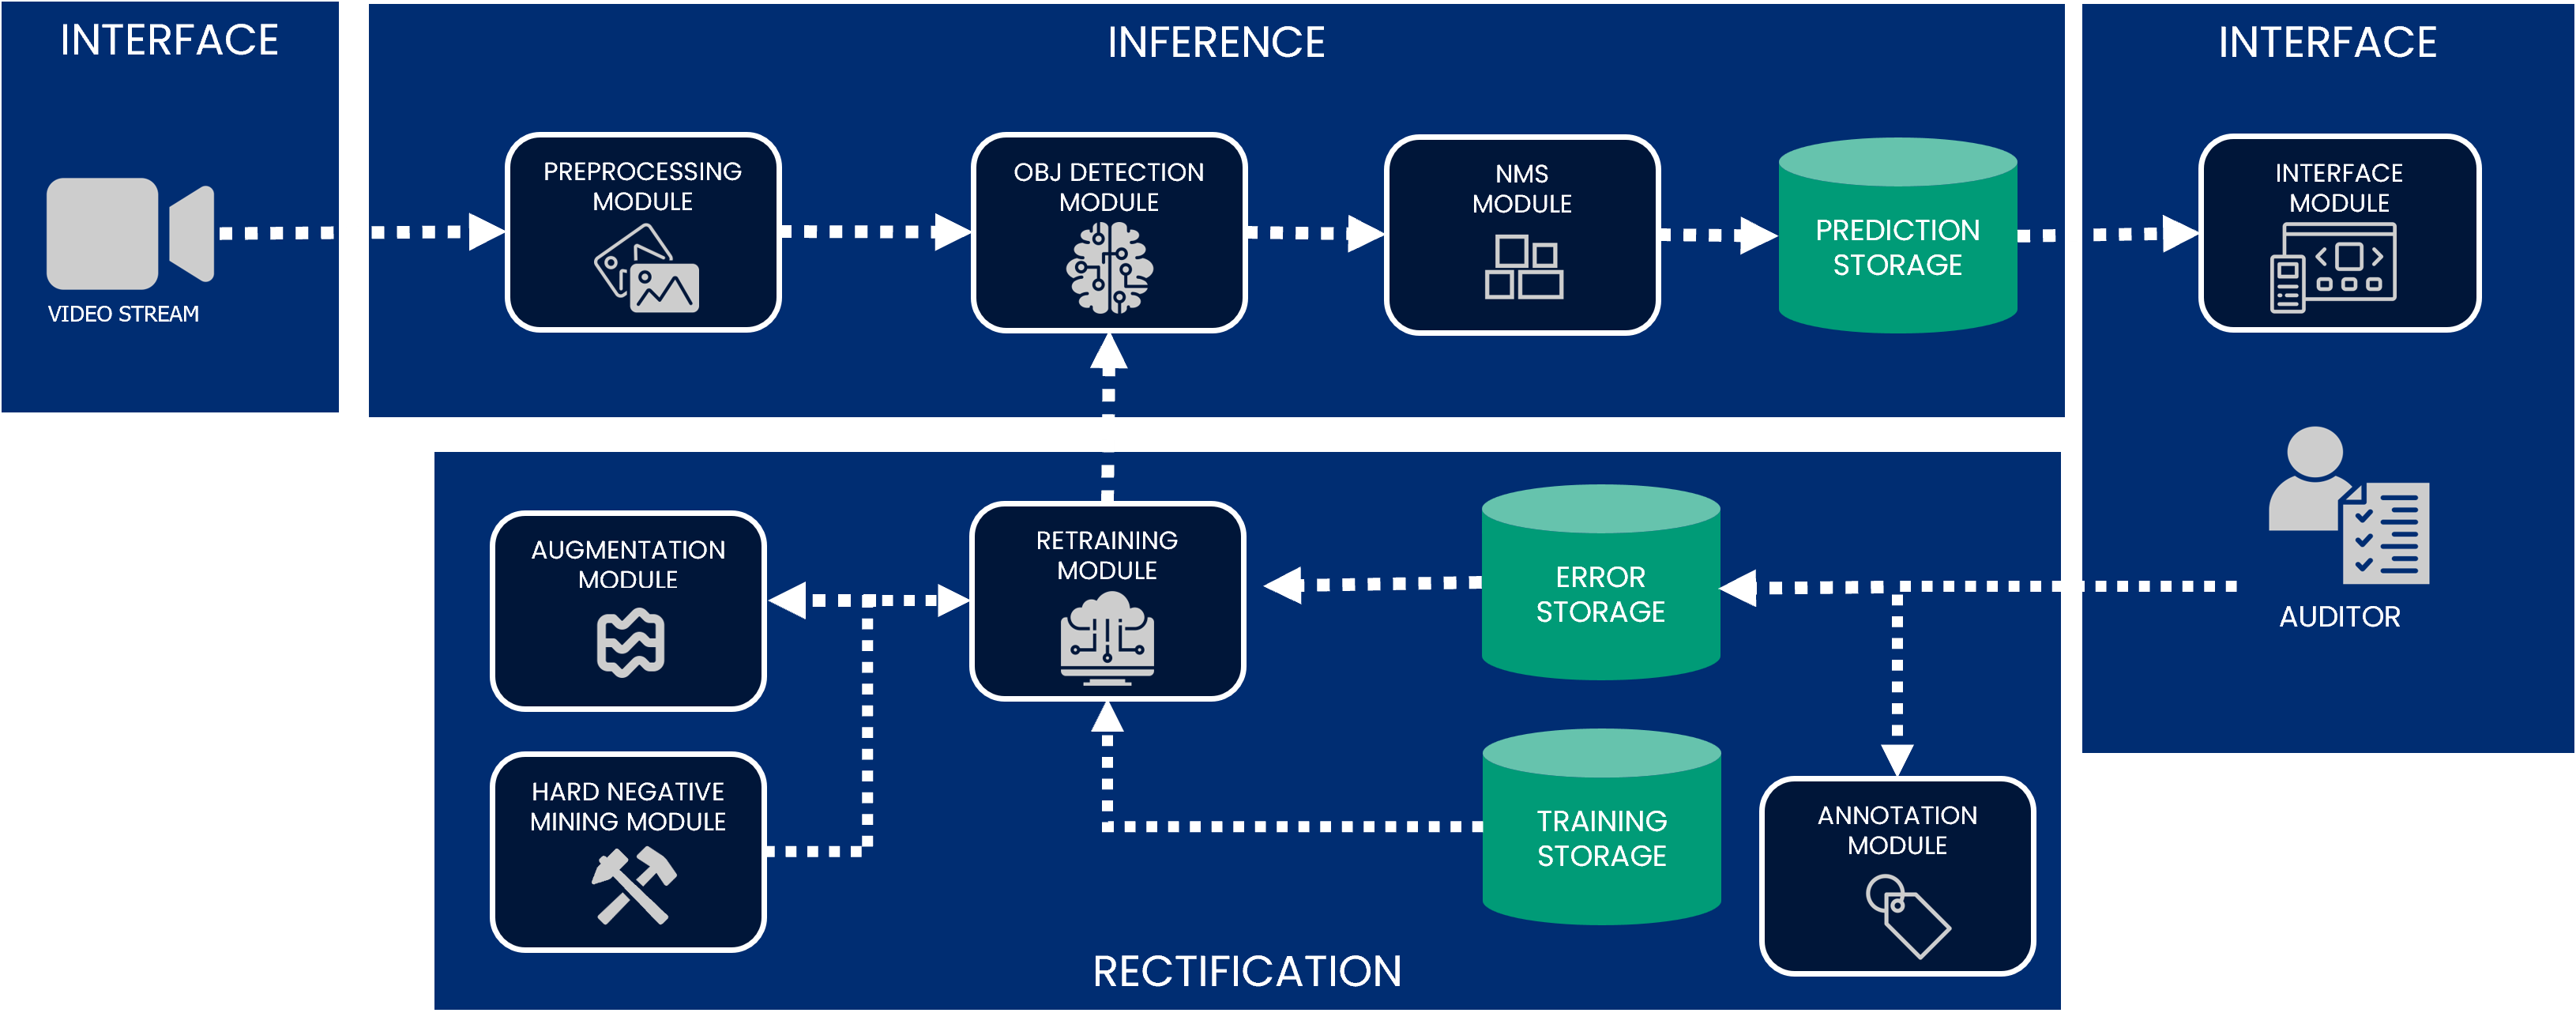 INTERFACE
VIDEO STREAM
INFERENCE
PREPROCESSING
MODULE
OBJ DETECTION
MODULE
NMS
MODULE
PREDICTION
STORAGE
INTERFACE
INTERFACE
MODULE
AUDITOR
AUGMENTATION
MODULE
RETRAINING
MODULE
ERROR
STORAGE
HARD NEGATIVE
MINING MODULE
TRAINING
STORAGE
ANNOTATION
MODULE
RECTIFICATION